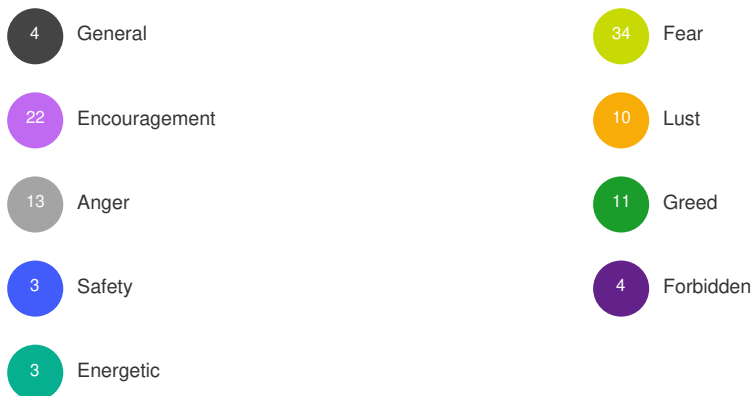 4 General
22 Encouragement
13 Anger
3 Safety
3 Energetic
34 Fear
10 Lust
11 Greed
4 Forbidden